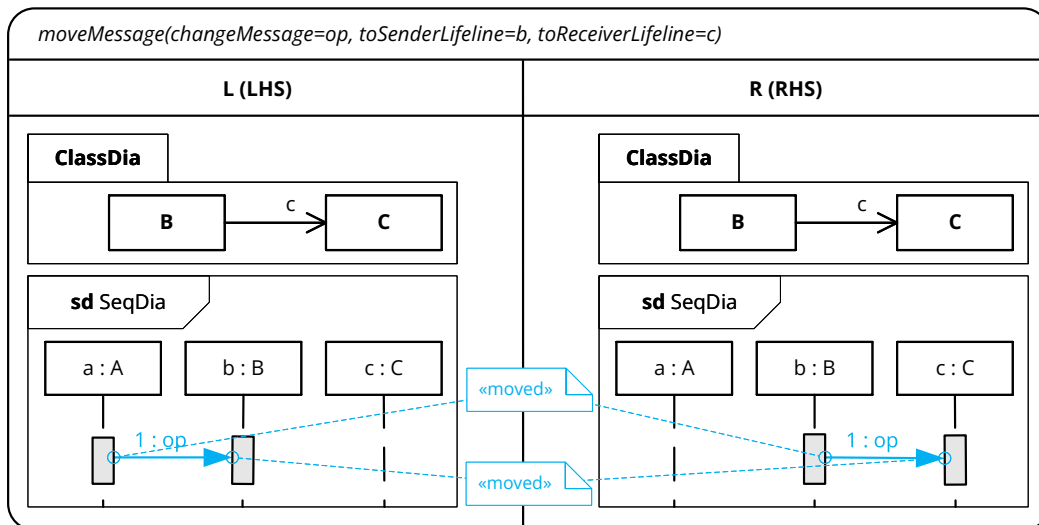 moveMessage(changeMessage=op, toSenderLifeline=b, toReceiverLifeline=c)
L (LHS)
R (RHS)
ClassDia
B
c
C
sd SeqDia
a : A
b : B
c : C
1 : op
ClassDia
B
c
C
sd SeqDia
a : A
b : B
c : C
1 : op
«moved»
«moved»